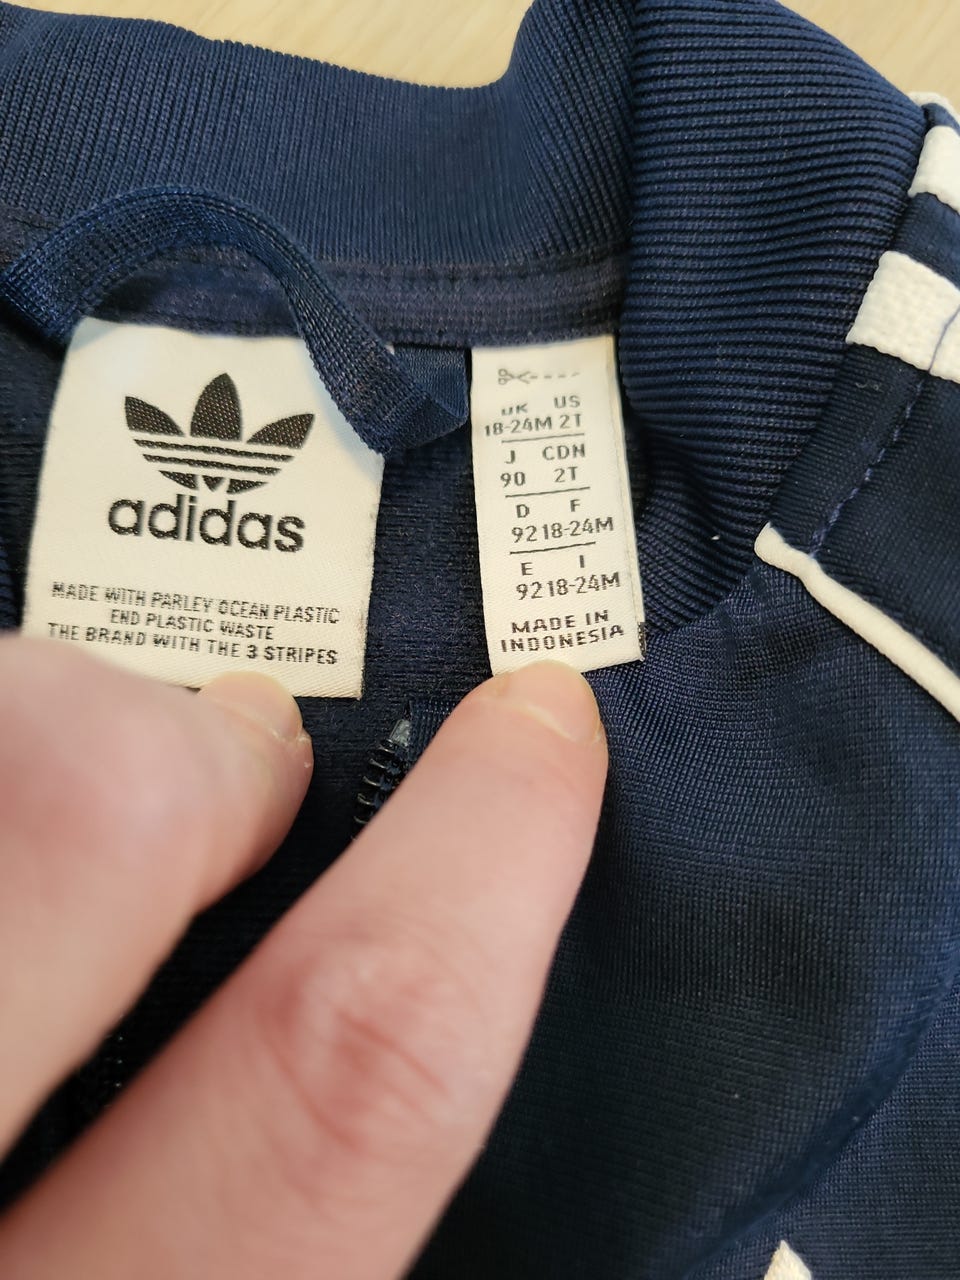 adidas
MADE WITH PARLEY OCEAN PLASTIC
END PLASTIC WASTE
THE BRAND WITH THE 3 STRIPES
UK US
18-24M 2T
J CDN
90 2T
D F
92 18-24M
E I
92 18-24M
MADE IN
INDONESIA